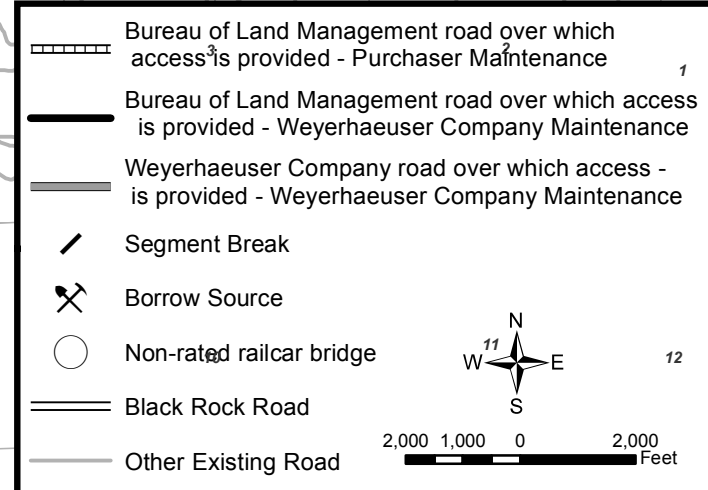 Bureau of Land Management road over which
access is provided - Purchaser Maintenance
3
2
1
Bureau of Land Management road over which access
is provided - Weyerhaeuser Company Maintenance
Weyerhaeuser Company road over which access -
is provided - Weyerhaeuser Company Maintenance
Segment Break
Borrow Source
Non-rated railcar bridge
10
11
12
N
W E
S
Black Rock Road
2,000 1,000 0 2,000
Feet
Other Existing Road